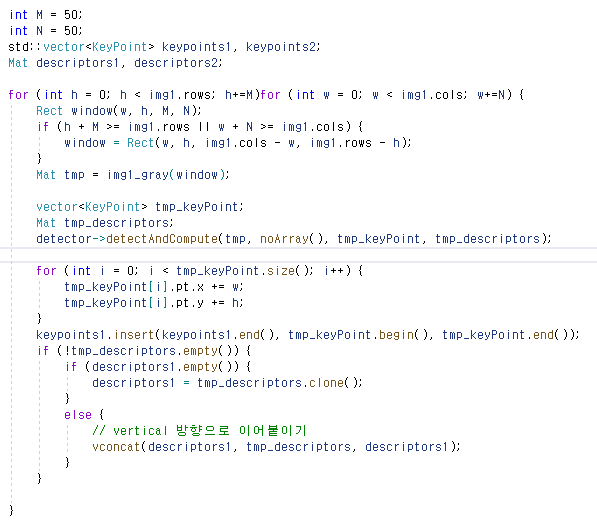 int M = 50;
int N = 50;
std::vector<KeyPoint> keypoints1, keypoints2;
Mat descriptors1, descriptors2;

for (int h = 0; h < img1.rows; h+=M)for (int w = 0; w < img1.cols; w+=N) {
    Rect window(w, h, M, N);
    if (h + M >= img1.rows || w + N >= img1.cols) {
        window = Rect(w, h, img1.cols - w, img1.rows - h);
    }
    Mat tmp = img1_gray(window);

    vector<KeyPoint> tmp_keyPoint;
    Mat tmp_descriptors;
    detector->detectAndCompute(tmp, noArray(), tmp_keyPoint, tmp_descriptors);

    for (int i = 0; i < tmp_keyPoint.size(); i++) {
        tmp_keyPoint[i].pt.x += w;
        tmp_keyPoint[i].pt.y += h;
    }
    keypoints1.insert(keypoints1.end(), tmp_keyPoint.begin(), tmp_keyPoint.end());
    if (!tmp_descriptors.empty()) {
        if (descriptors1.empty()) {
            descriptors1 = tmp_descriptors.clone();
        }
        else {
            // vertical 방향으로 이어붙이기
            vconcat(descriptors1, tmp_descriptors, descriptors1);
        }
    }

}